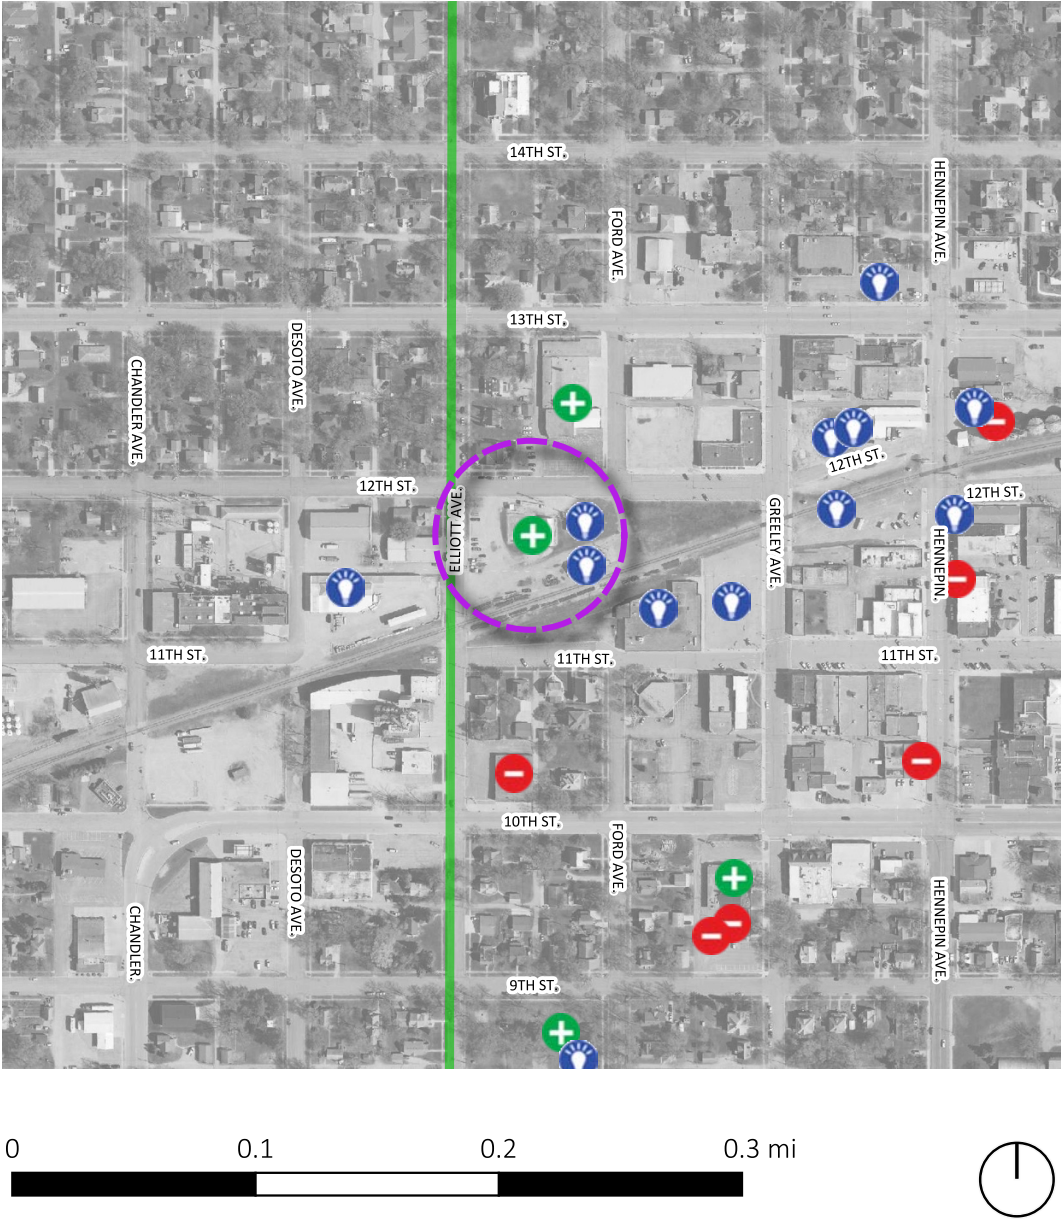 14TH ST.
HENNEPIN AVE.
FORD AVE.
13TH ST.
DESOTO AVE.
CHANDLER AVE.
12TH ST.
12TH ST.
ELLIOTT AVE.
12TH ST.
GREELEY AVE.
HENNEPIN.
11TH ST.
11TH ST.
11TH ST.
10TH ST.
FORD AVE.
DESOTO AVE.
CHANDLER.
HENNEPIN AVE.
9TH ST.
0 0.1 0.2 0.3 mi